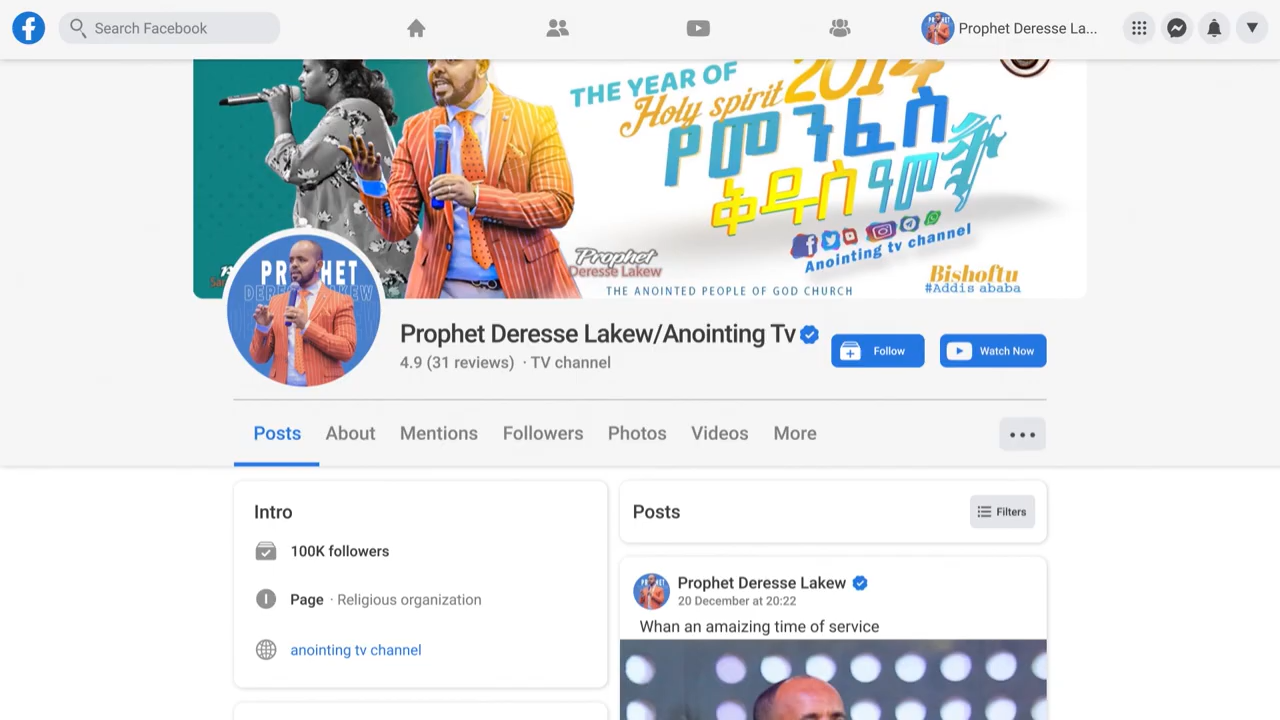 Search Facebook
Prophet Deresse La...
THE YEAR OF
Holy spirit
2014
የመንፈስ
ቅዱስ ዓመት
Anointing tv channel
Prophet
Deresse Lakew
THE ANOINTED PEOPLE OF GOD CHURCH
Bishoftu
#Addis ababa
PROPHET
DERESSE LAKEW
Prophet Deresse Lakew/Anointing Tv
4.9 (31 reviews) · TV channel
Follow
Watch Now
Posts
About
Mentions
Followers
Photos
Videos
More
Intro
100K followers
Page · Religious organization
anointing tv channel
Posts
Filters
Prophet Deresse Lakew
20 December at 20:22
Whan an amaizing time of service